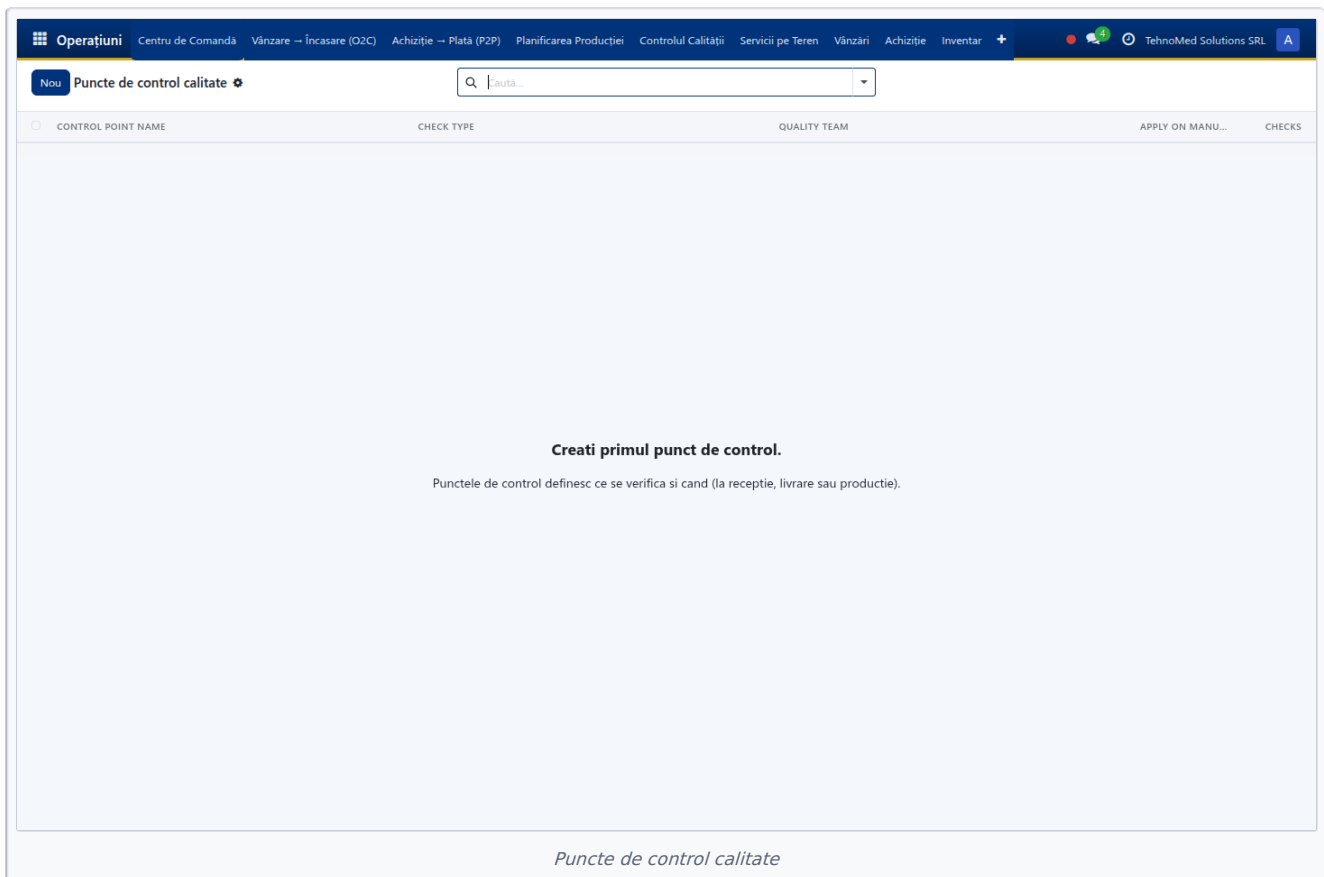 Operațiuni Centru de Comandă Vânzare → Încasare (O2C) Achiziție → Plată (P2P) Planificarea Producției Controlul Calității Servicii pe Teren Vânzări Achiziție Inventar + 4 TehnoMed Solutions SRL A
Nou Puncte de control calitate Caută...
CONTROL POINT NAME CHECK TYPE QUALITY TEAM APPLY ON MANU... CHECKS
Creati primul punct de control.
Punctele de control definesc ce se verifica si cand (la receptie, livrare sau productie).
Puncte de control calitate